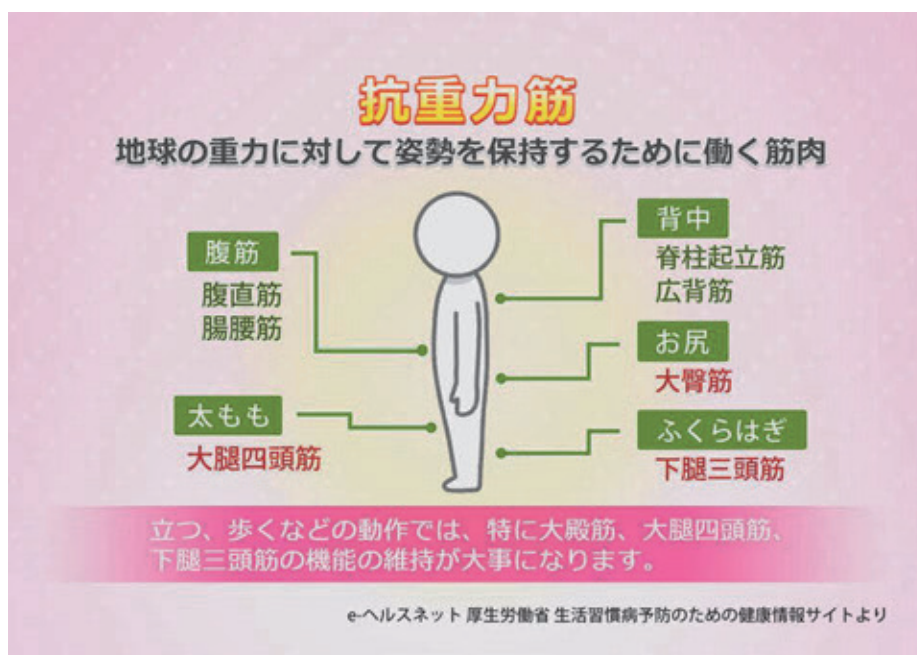 抗重力筋
地球の重力に対して姿勢を保持するために働く筋肉
腹筋
腹直筋
腸腰筋
太もも
大腿四頭筋
背中
脊柱起立筋
広背筋
お尻
大臀筋
ふくらはぎ
下腿三頭筋
立つ、歩くなどの動作では、特に大殿筋、大腿四頭筋、
下腿三頭筋の機能の維持が大事になります。
e-ヘルスネット 厚生労働省 生活習慣病予防のための健康情報サイトより